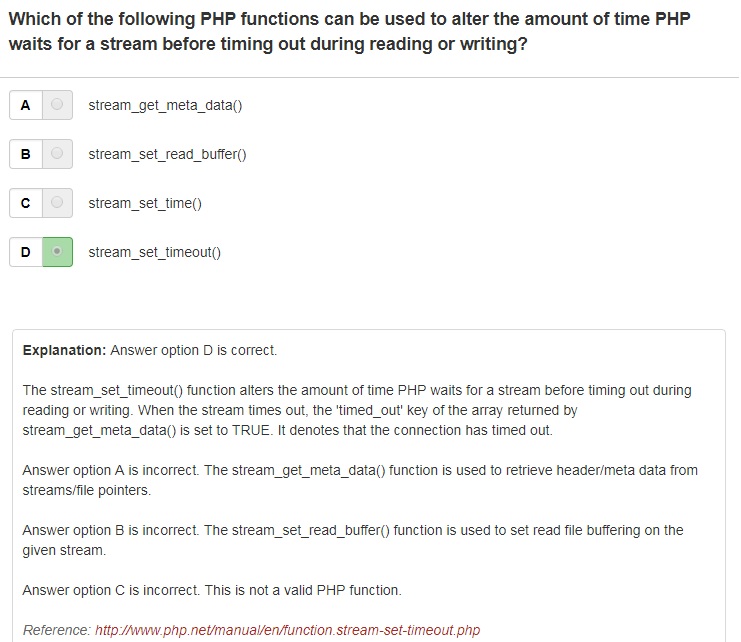 Which of the following PHP functions can be used to alter the amount of time PHP
waits for a stream before timing out during reading or writing?
A stream_get_meta_data()
B stream_set_read_buffer()
C stream_set_time()
D stream_set_timeout()
Explanation: Answer option D is correct.
The stream_set_timeout() function alters the amount of time PHP waits for a stream before timing out during
reading or writing. When the stream times out, the 'timed_out' key of the array returned by
stream_get_meta_data() is set to TRUE. It denotes that the connection has timed out.
Answer option A is incorrect. The stream_get_meta_data() function is used to retrieve header/meta data from
streams/file pointers.
Answer option B is incorrect. The stream_set_read_buffer() function is used to set read file buffering on the
given stream.
Answer option C is incorrect. This is not a valid PHP function.
Reference: http://www.php.net/manual/en/function.stream-set-timeout.php